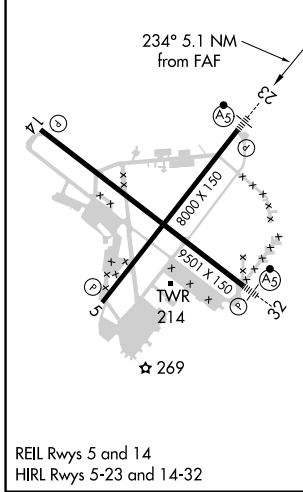 234° 5.1 NM
from FAF
23
A5
P
14
P
8000 X 150
9501 X 150
A5
P
P
5
TWR
214
32
269
REIL Rwys 5 and 14
HIRL Rwys 5-23 and 14-32